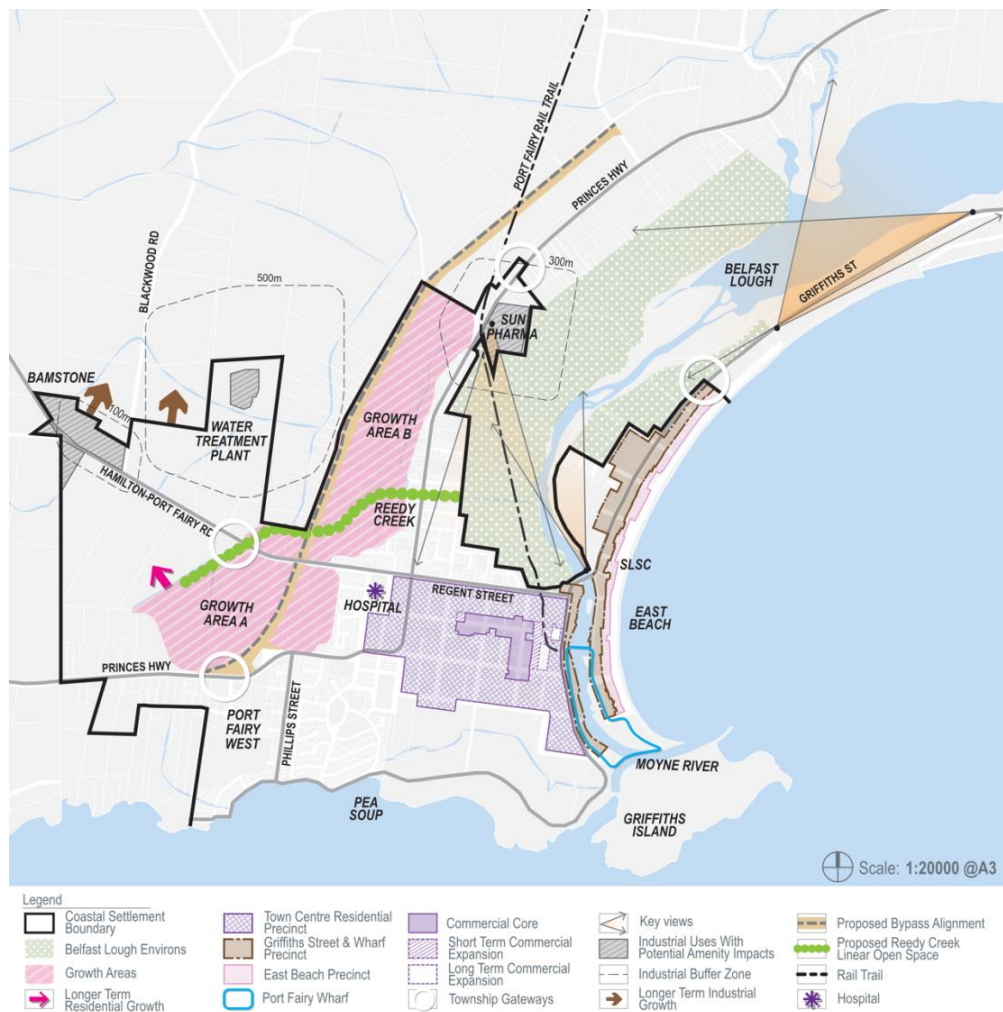 PORT FAIRY RAIL TRAIL
PRINCES HWY
BLACKWOOD RD
500m
300m
BELFAST
LOUGH
GRIFFITHS ST
SUN
PHARMA
BAMSTONE
100m
WATER
TREATMENT
PLANT
GROWTH
AREA B
HAMILTON-PORT FAIRY RD
REEDY
CREEK
SLSC
REGENT STREET
HOSPITAL
GROWTH
AREA A
EAST
BEACH
PRINCES HWY
PORT
FAIRY
WEST
PHILLIPS STREET
MOYNE RIVER
PEA
SOUP
GRIFFITHS
ISLAND
Scale: 1:20000 @A3
Legend
Coastal Settlement
Boundary
Belfast Lough Environs
Growth Areas
Longer Term
Residential Growth
Town Centre Residential
Precinct
Griffiths Street & Wharf
Precinct
East Beach Precinct
Port Fairy Wharf
Commercial Core
Short Term Commercial
Expansion
Long Term Commercial
Expansion
Township Gateways
Key views
Industrial Uses With
Potential Amenity Impacts
Industrial Buffer Zone
Longer Term Industrial
Growth
Proposed Bypass Alignment
Proposed Reedy Creek
Linear Open Space
Rail Trail
Hospital